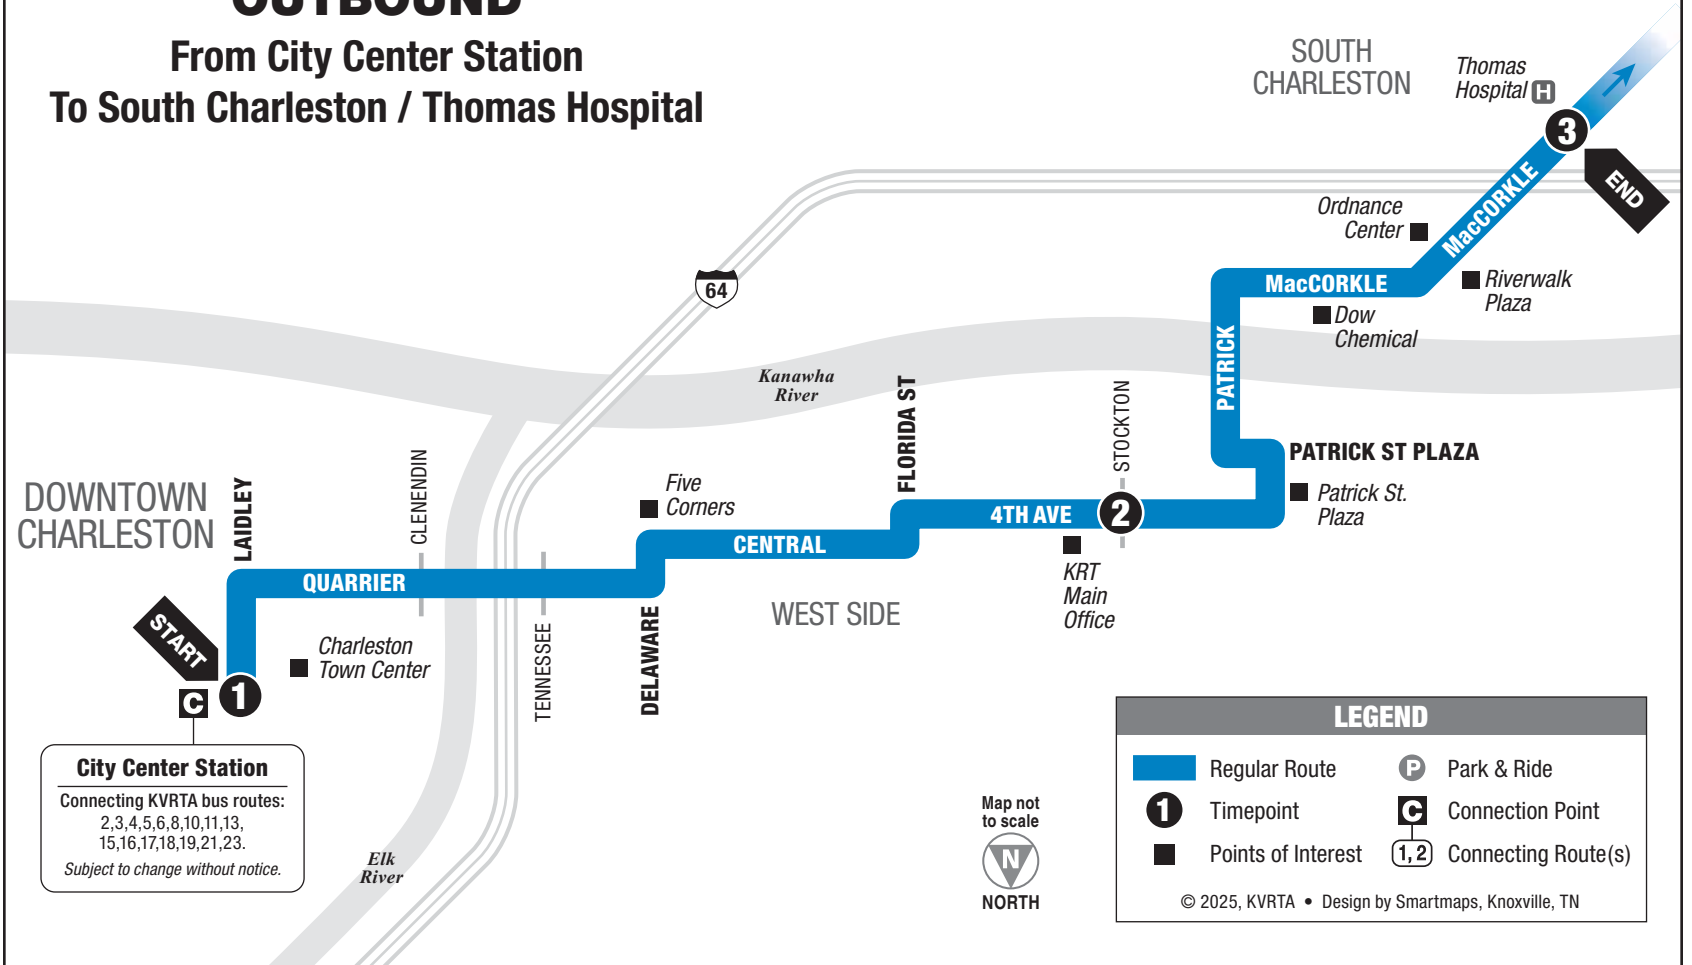 OUTBOUND
From City Center Station
To South Charleston / Thomas Hospital
SOUTH
CHARLESTON
Thomas
Hospital H
3
END
Ordnance
Center
MacCORKLE
MacCORKLE
Riverwalk
Plaza
Dow
Chemical
64
PATRICK
Kanawha
River
FLORIDA ST
STOCKTON
PATRICK ST PLAZA
Patrick St.
Plaza
DOWNTOWN
CHARLESTON
LAIDLEY
CLENENDIN
Five
Corners
4TH AVE
2
CENTRAL
KRT
Main
Office
QUARRIER
WEST SIDE
START
Charleston
Town Center
TENNESSEE
DELAWARE
C
1
City Center Station
Connecting KVRTA bus routes:
2,3,4,5,6,8,10,11,13,
15,16,17,18,19,21,23.
Subject to change without notice.
Elk
River
Map not
to scale
N
NORTH
LEGEND
Regular Route
P Park & Ride
1 Timepoint
C Connection Point
Points of Interest
1, 2 Connecting Route(s)
© 2025, KVRTA • Design by Smartmaps, Knoxville, TN